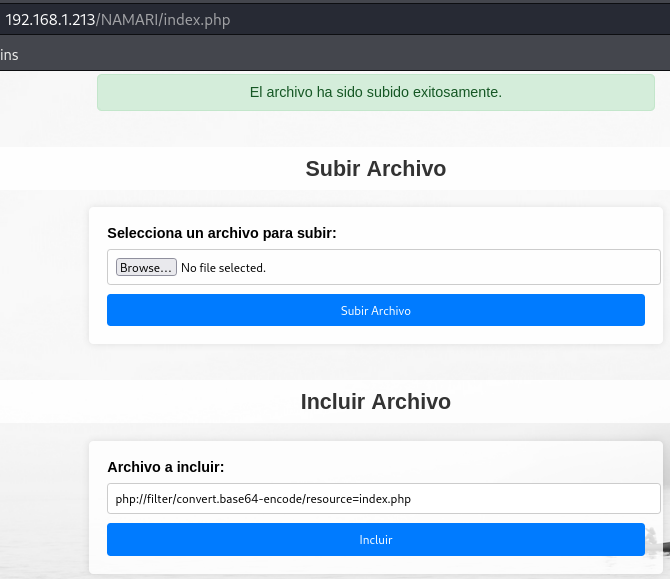 192.168.1.213/NAMARI/index.php
ins
El archivo ha sido subido exitosamente.
Subir Archivo
Selecciona un archivo para subir:
Browse... No file selected.
Subir Archivo
Incluir Archivo
Archivo a incluir:
php://filter/convert.base64-encode/resource=index.php
Incluir